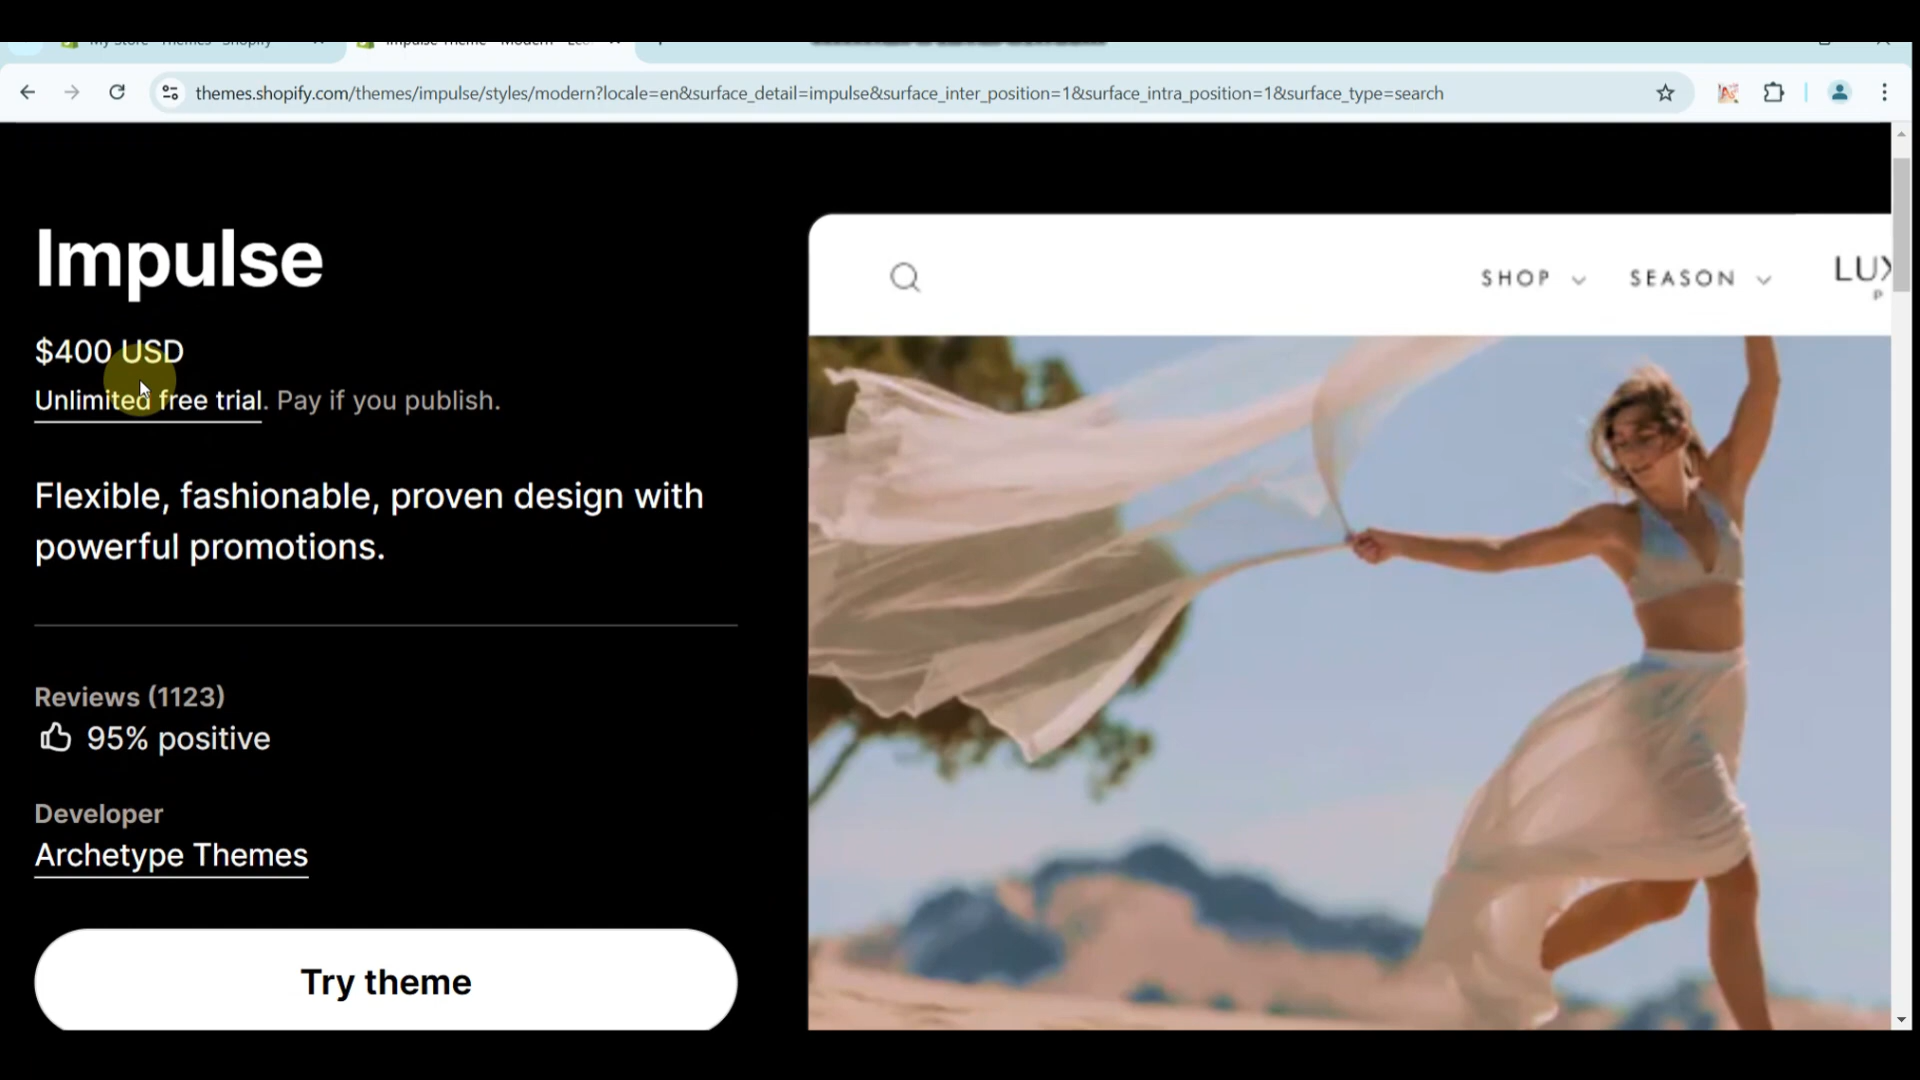 themes.shopify.com/themes/impulse/styles/modern?locale=en&surface_detail=impulse&surface_inter_position=1&surface_intra_position=1&surface_type=search
Impulse
$400 USD
Unlimited free trial. Pay if you publish.
Flexible, fashionable, proven design with
powerful promotions.
Reviews (1123)
95% positive
Developer
Archetype Themes
Try theme
SHOP
SEASON
LUX
P